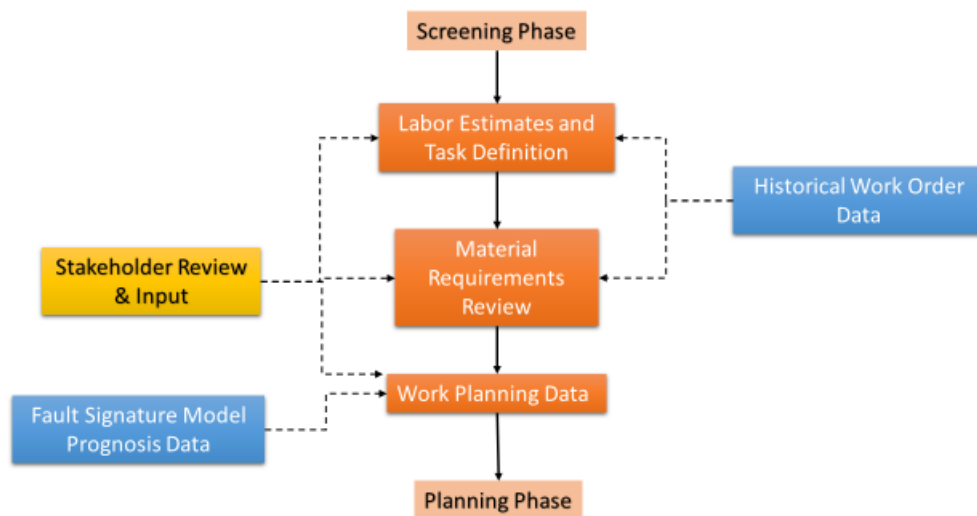 Screening Phase
Labor Estimates and
Task Definition
Historical Work Order
Data
Material
Requirements
Review
Stakeholder Review
& Input
Work Planning Data
Fault Signature Model
Prognosis Data
Planning Phase